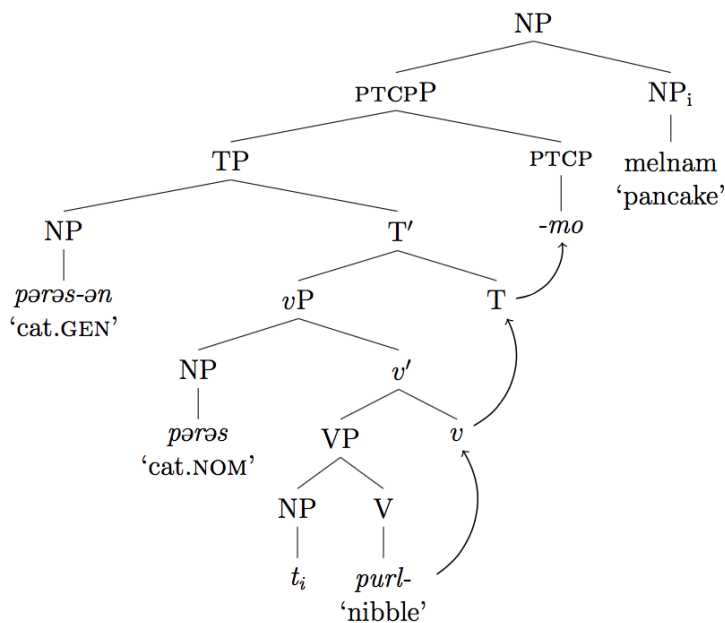 NP
PTCPP NPi
TP PTCP melnam
‘pancake’
NP T′ -mo
pərəs-ən vP T
‘cat.GEN’
NP v′
pərəs VP v
‘cat.NOM’
NP V
ti purl-
‘nibble’